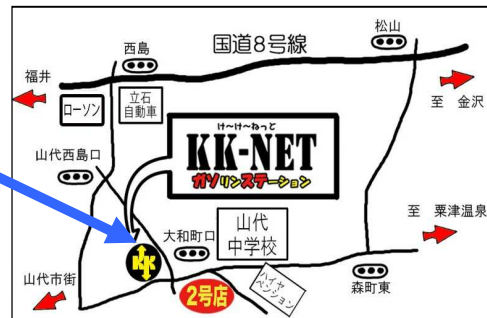 国道8号線
松山
西島
福井
ローソン
立石
自動車
至 金沢
け〜け〜ねっと
KK-NET
ガソリンステーション
山代西島口
大和町口
山代
中学校
至 粟津温泉
KK
2号店
ハイヤ
ペンション
森町東
山代市街